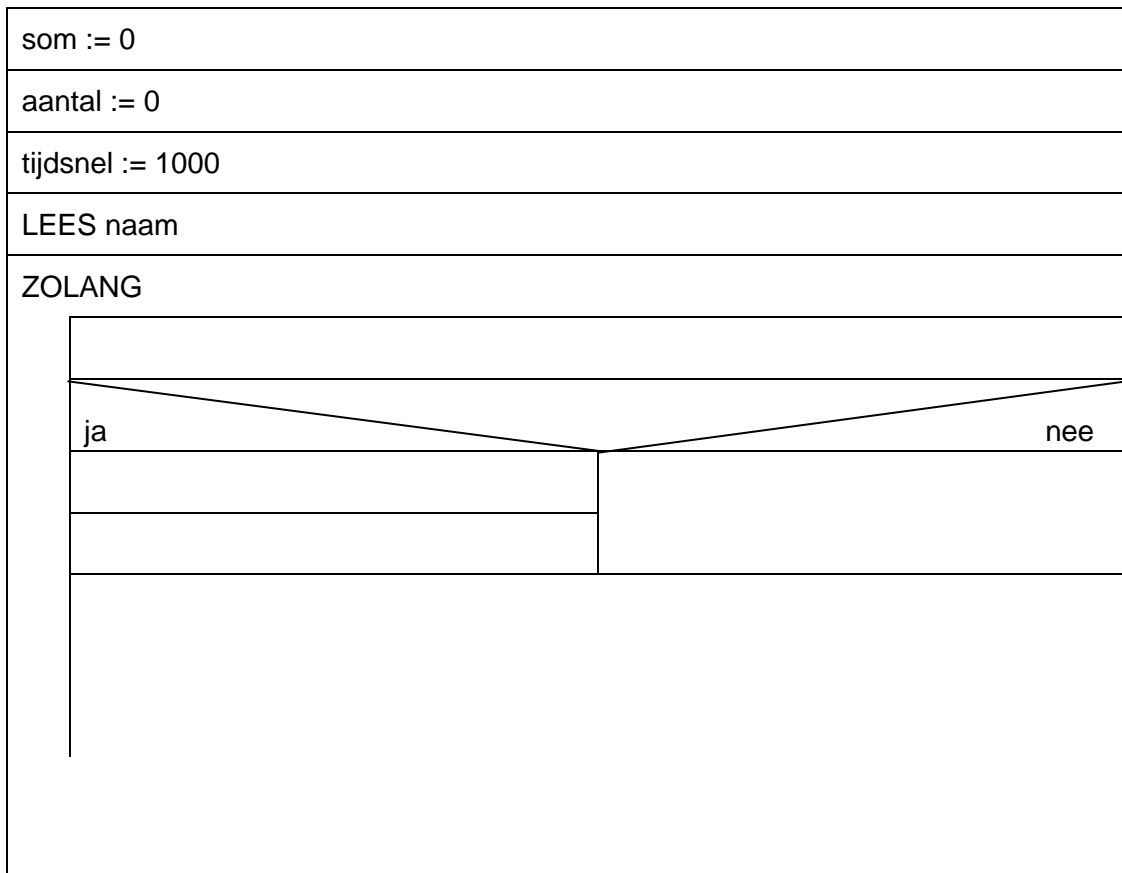 som := 0
aantal := 0
tijdsnel := 1000
LEES naam
ZOLANG
ja
nee